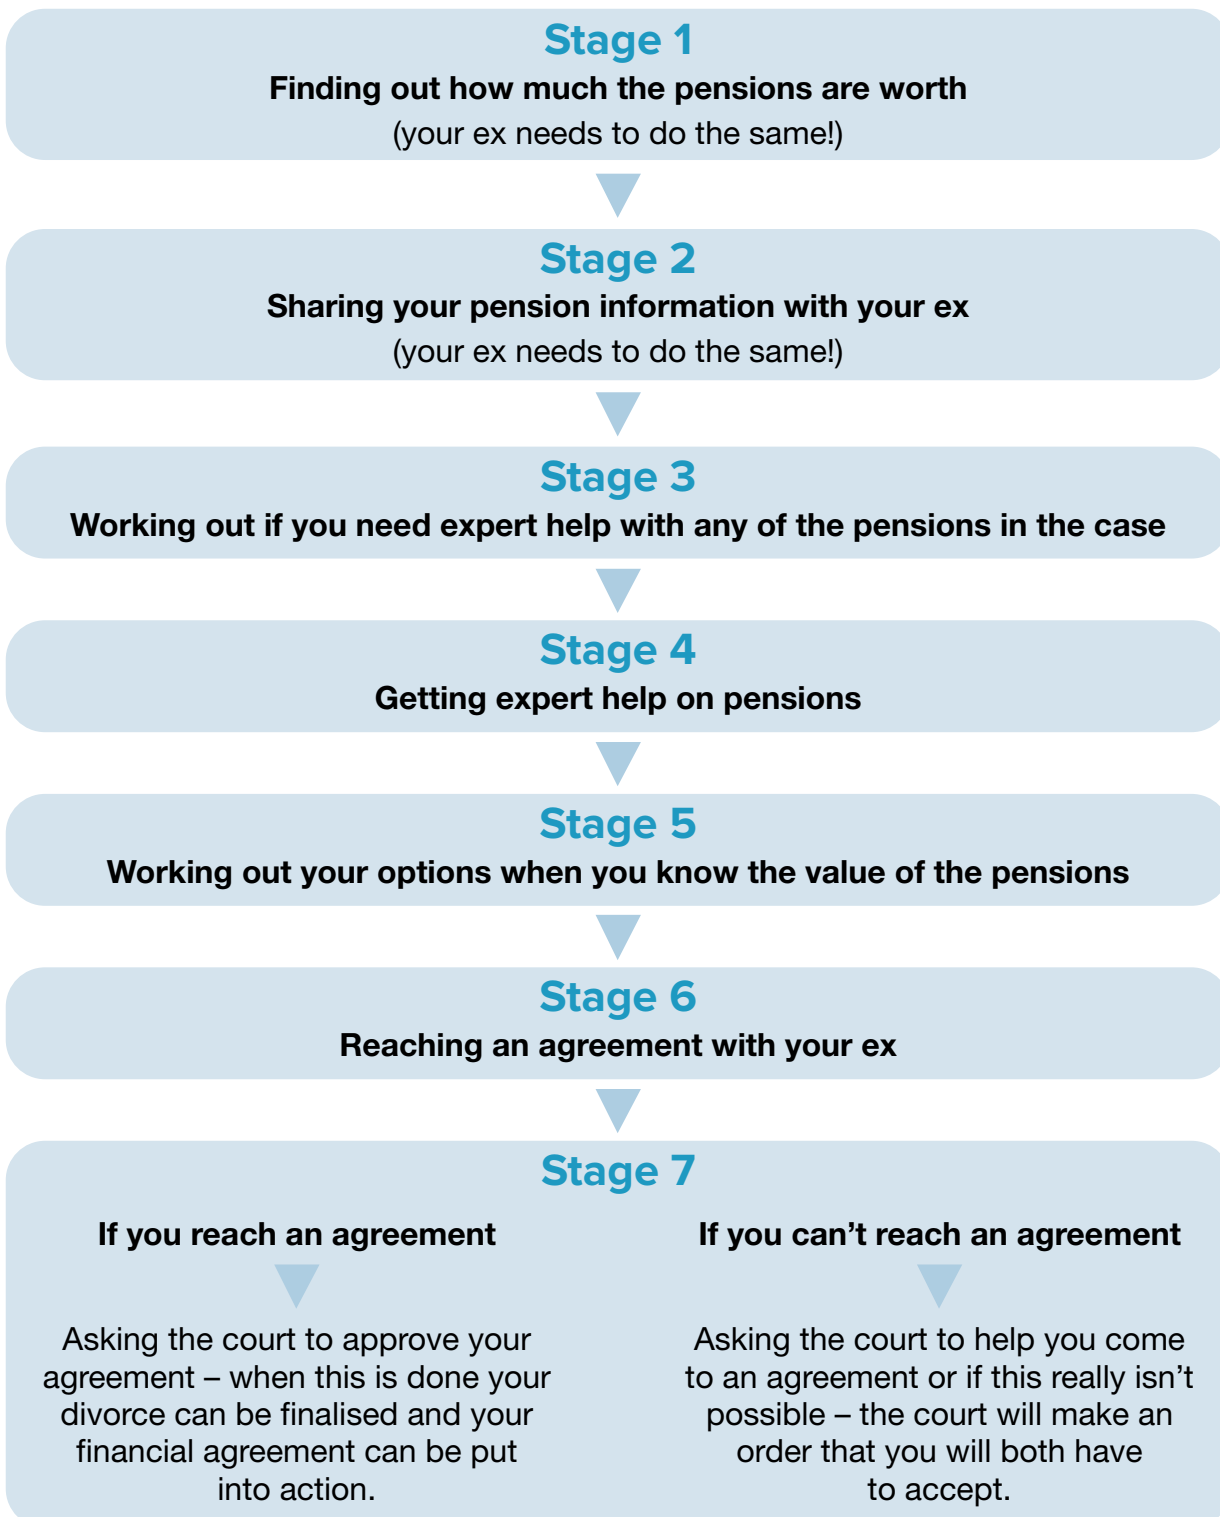 Stage 1
Finding out how much the pensions are worth
(your ex needs to do the same!)
Stage 2
Sharing your pension information with your ex
(your ex needs to do the same!)
Stage 3
Working out if you need expert help with any of the pensions in the case
Stage 4
Getting expert help on pensions
Stage 5
Working out your options when you know the value of the pensions
Stage 6
Reaching an agreement with your ex
Stage 7
If you reach an agreement
Asking the court to approve your
agreement – when this is done your
divorce can be finalised and your
financial agreement can be put
into action.
If you can’t reach an agreement
Asking the court to help you come
to an agreement or if this really isn’t
possible – the court will make an
order that you will both have
to accept.